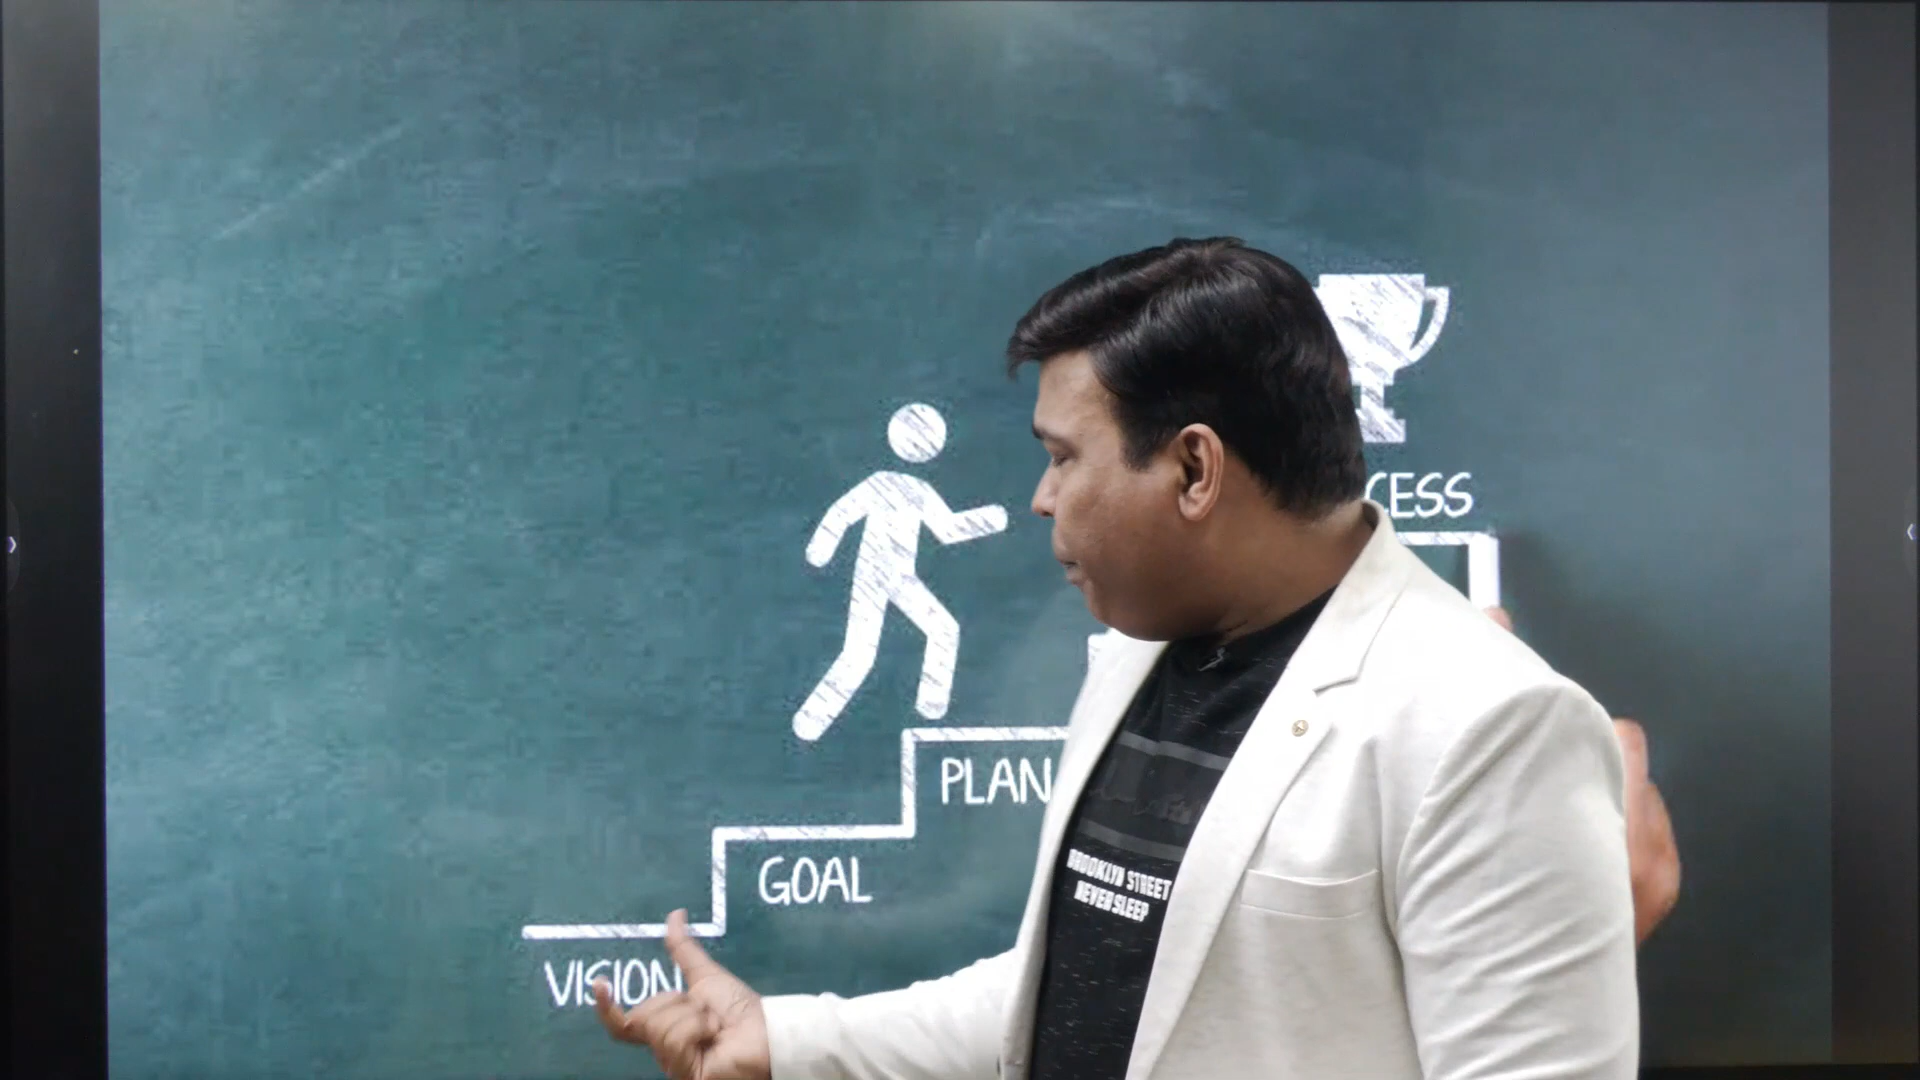 CESS
PLAN
GOAL
VISION
BROOKLYN STREET
NEVER SLEEP